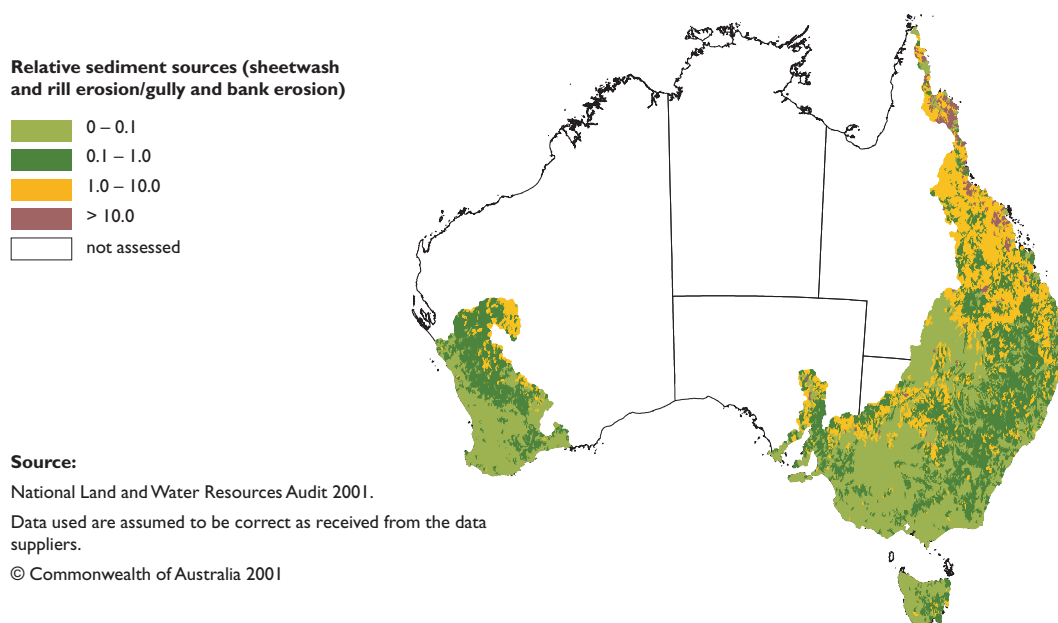 Relative sediment sources (sheetwash
and rill erosion/gully and bank erosion)
0 – 0.1
0.1 – 1.0
1.0 – 10.0
> 10.0
not assessed
Source:
National Land and Water Resources Audit 2001.
Data used are assumed to be correct as received from the data
suppliers.
© Commonwealth of Australia 2001